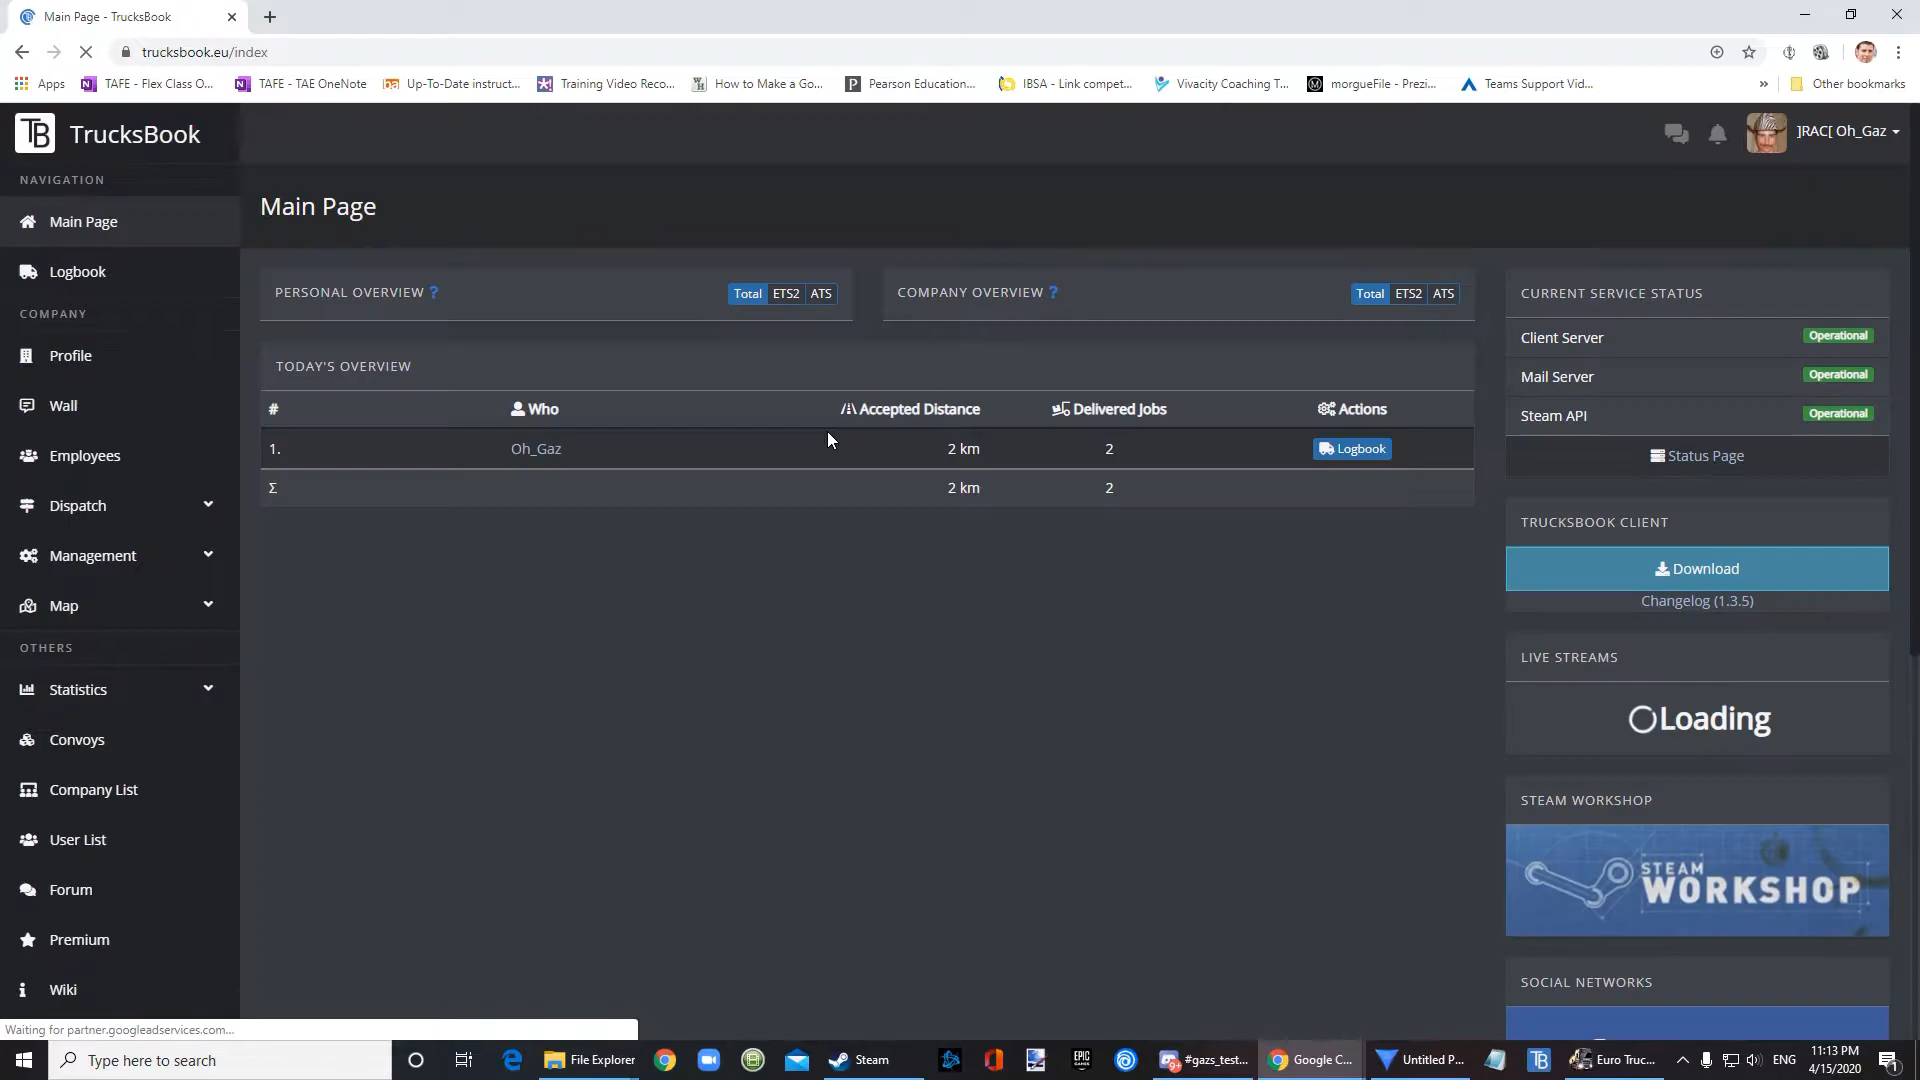 Main Page - TrucksBook
trucksbook.eu/index
Apps
TAFE - Flex Class O...
TAFE - TAE OneNote
Up-To-Date instruct...
Training Video Reco...
How to Make a Go...
Pearson Education...
IBSA - Link compet...
Vivacity Coaching T...
morgueFile - Prezi...
Teams Support Vid...
»
Other bookmarks
TB TrucksBook
]RAC[ Oh_Gaz
NAVIGATION
Main Page
Logbook
COMPANY
Profile
Wall
Employees
Dispatch
Management
Map
OTHERS
Statistics
Convoys
Company List
User List
Forum
Premium
Wiki
Main Page
PERSONAL OVERVIEW ? Total ETS2 ATS
COMPANY OVERVIEW ? Total ETS2 ATS
TODAY'S OVERVIEW
# Who Accepted Distance Delivered Jobs Actions
1. Oh_Gaz 2 km 2 Logbook
Σ 2 km 2
CURRENT SERVICE STATUS
Client Server Operational
Mail Server Operational
Steam API Operational
Status Page
TRUCKSBOOK CLIENT
Download
Changelog (1.3.5)
LIVE STREAMS
Loading
STEAM WORKSHOP
STEAM
WORKSHOP
SOCIAL NETWORKS
Waiting for partner.googleadservices.com...
Type here to search
File Explorer
Steam
EPIC
GAMES
#gazs_test...
Google C...
Untitled P...
TB
Euro Truc...
ENG
11:13 PM
4/15/2020